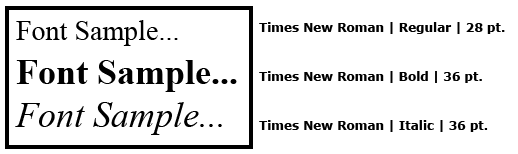 Font Sample...
Times New Roman | Regular | 28 pt.
Font Sample...
Times New Roman | Bold | 36 pt.
Font Sample...
Times New Roman | Italic | 36 pt.